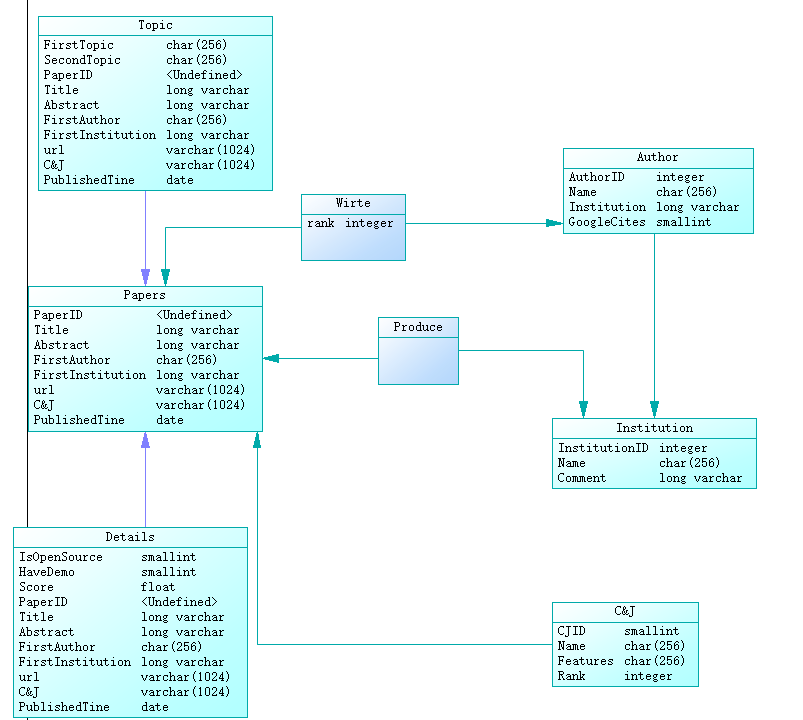 Topic
FirstTopic char(256)
SecondTopic char(256)
PaperID <Undefined>
Title long varchar
Abstract long varchar
FirstAuthor char(256)
FirstInstitution long varchar
url varchar(1024)
C&J varchar(1024)
PublishedTine date
Wirte
rank integer
Author
AuthorID integer
Name char(256)
Institution long varchar
GoogleCites smallint
Papers
PaperID <Undefined>
Title long varchar
Abstract long varchar
FirstAuthor char(256)
FirstInstitution long varchar
url varchar(1024)
C&J varchar(1024)
PublishedTine date
Produce
Institution
InstitutionID integer
Name char(256)
Comment long varchar
Details
IsOpenSource smallint
HaveDemo smallint
Score float
PaperID <Undefined>
Title long varchar
Abstract long varchar
FirstAuthor char(256)
FirstInstitution long varchar
url varchar(1024)
C&J varchar(1024)
PublishedTine date
C&J
CJID smallint
Name char(256)
Features char(256)
Rank integer